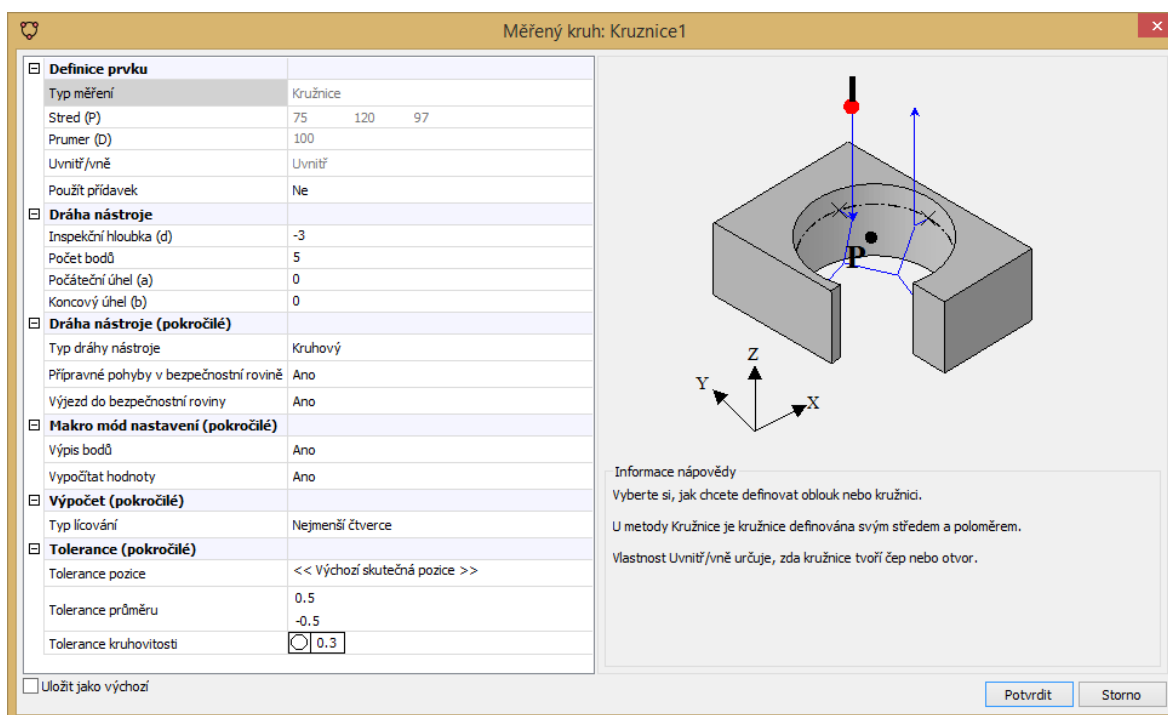 Měřený kruh: Kruznice1
Definice prvku
Typ měření Kružnice
Stred (P) 75 120 97
Prumer (D) 100
Uvnitř/vně Uvnitř
Použít přídavek Ne
Dráha nástroje
Inspekční hloubka (d) -3
Počet bodů 5
Počáteční úhel (a) 0
Koncový úhel (b) 0
Dráha nástroje (pokročilé)
Typ dráhy nástroje Kruhový
Přípravné pohyby v bezpečnostní rovině Ano
Výjezd do bezpečnostní roviny Ano
Makro mód nastavení (pokročilé)
Výpis bodů Ano
Vypočítat hodnoty Ano
Výpočet (pokročilé)
Typ lícování Nejmenší čtverce
Tolerance (pokročilé)
Tolerance pozice << Výchozí skutečná pozice >>
Tolerance průměru 0.5
-0.5
Tolerance kruhovitosti 0.3
Uložit jako výchozí
P
Z
Y
X
Informace nápovědy
Vyberte si, jak chcete definovat oblouk nebo kružnici.
U metody Kružnice je kružnice definována svým středem a poloměrem.
Vlastnost Uvnitř/vně určuje, zda kružnice tvoří čep nebo otvor.
Potvrdit Storno